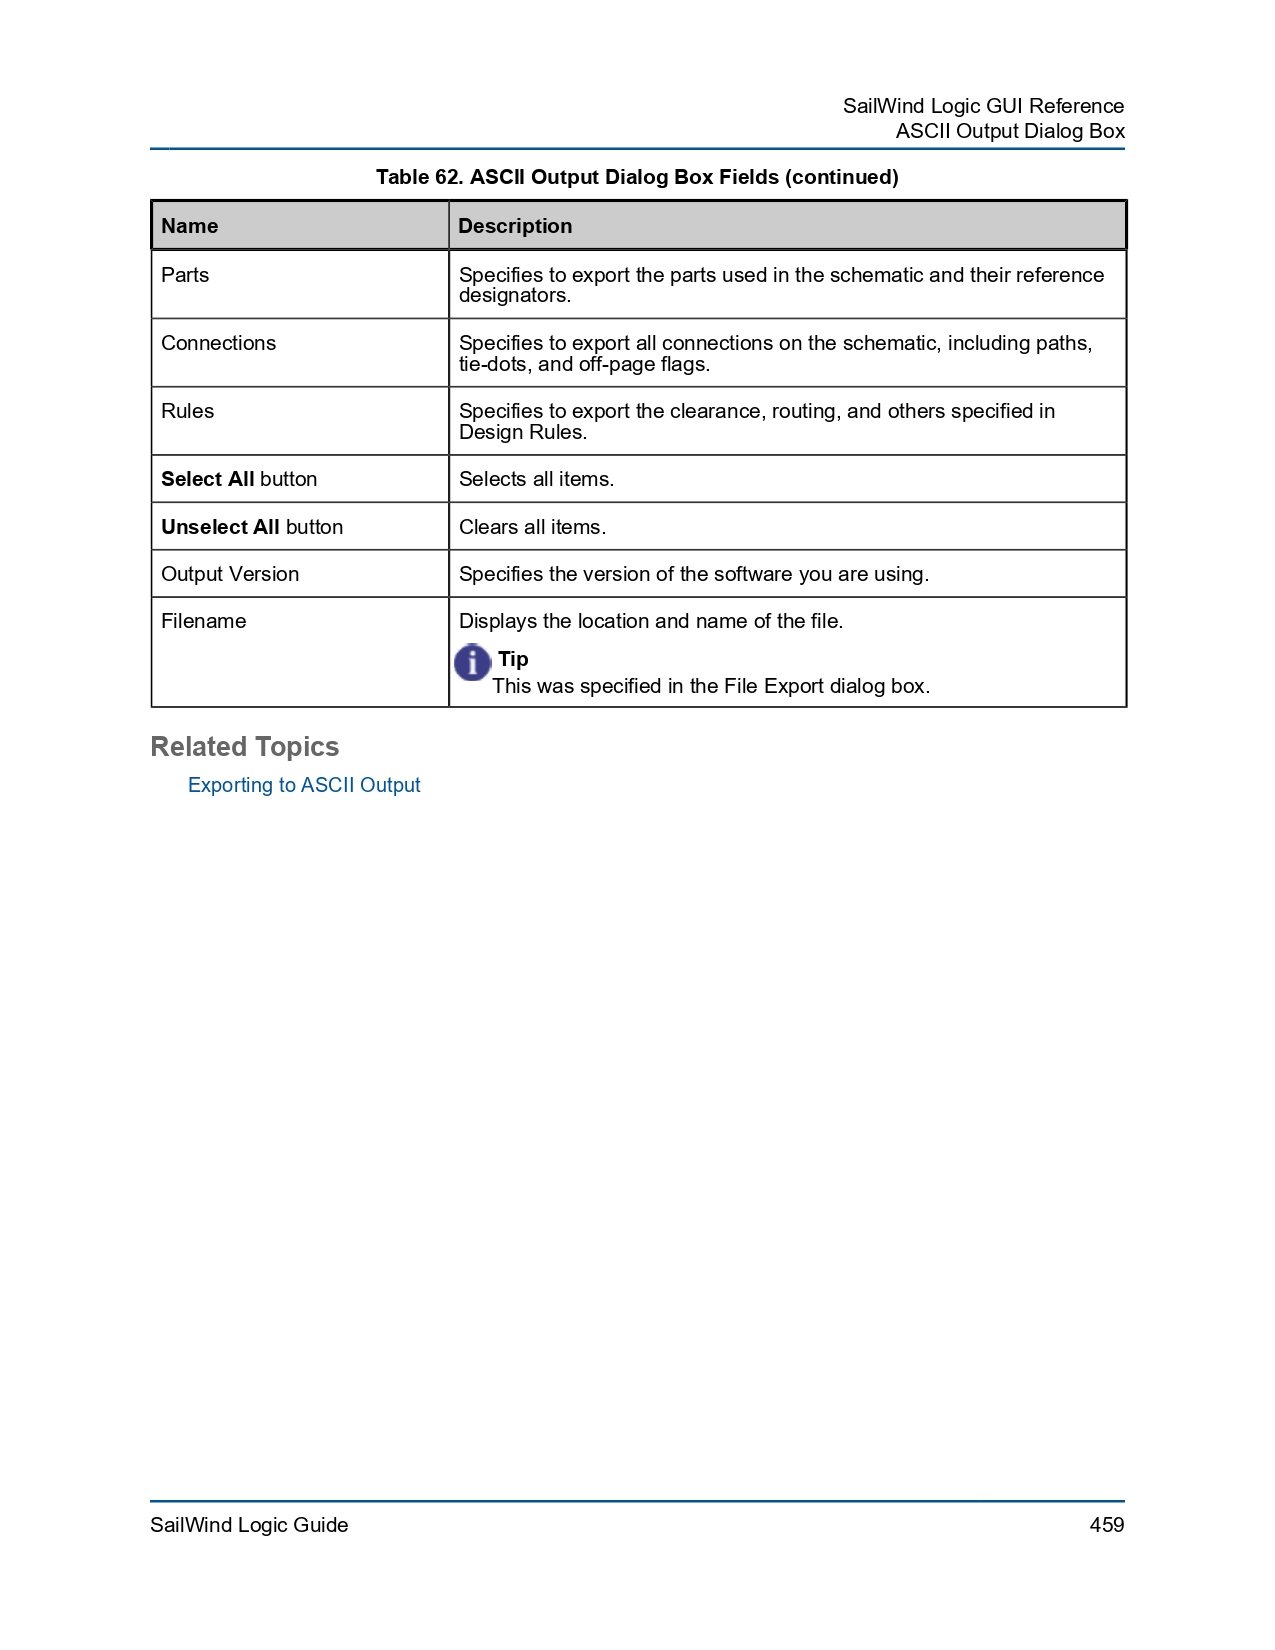 SailWind Logic GUI Reference
ASCII Output Dialog Box
Table 62. ASCII Output Dialog Box Fields (continued)
Name
Description
Parts
Specifies to export the parts used in the schematic and their reference
designators.
Connections
Specifies to export all connections on the schematic, including paths,
tie-dots, and off-page flags.
Rules
Specifies to export the clearance, routing, and others specified in
Design Rules.
Select All button
Selects all items.
Unselect All button
Clears all items.
Output Version
Specifies the version of the software you are using.
Filename
Displays the location and name of the file.
Tip
This was specified in the File Export dialog box.
Related Topics
Exporting to ASCII Output
SailWind Logic Guide
459